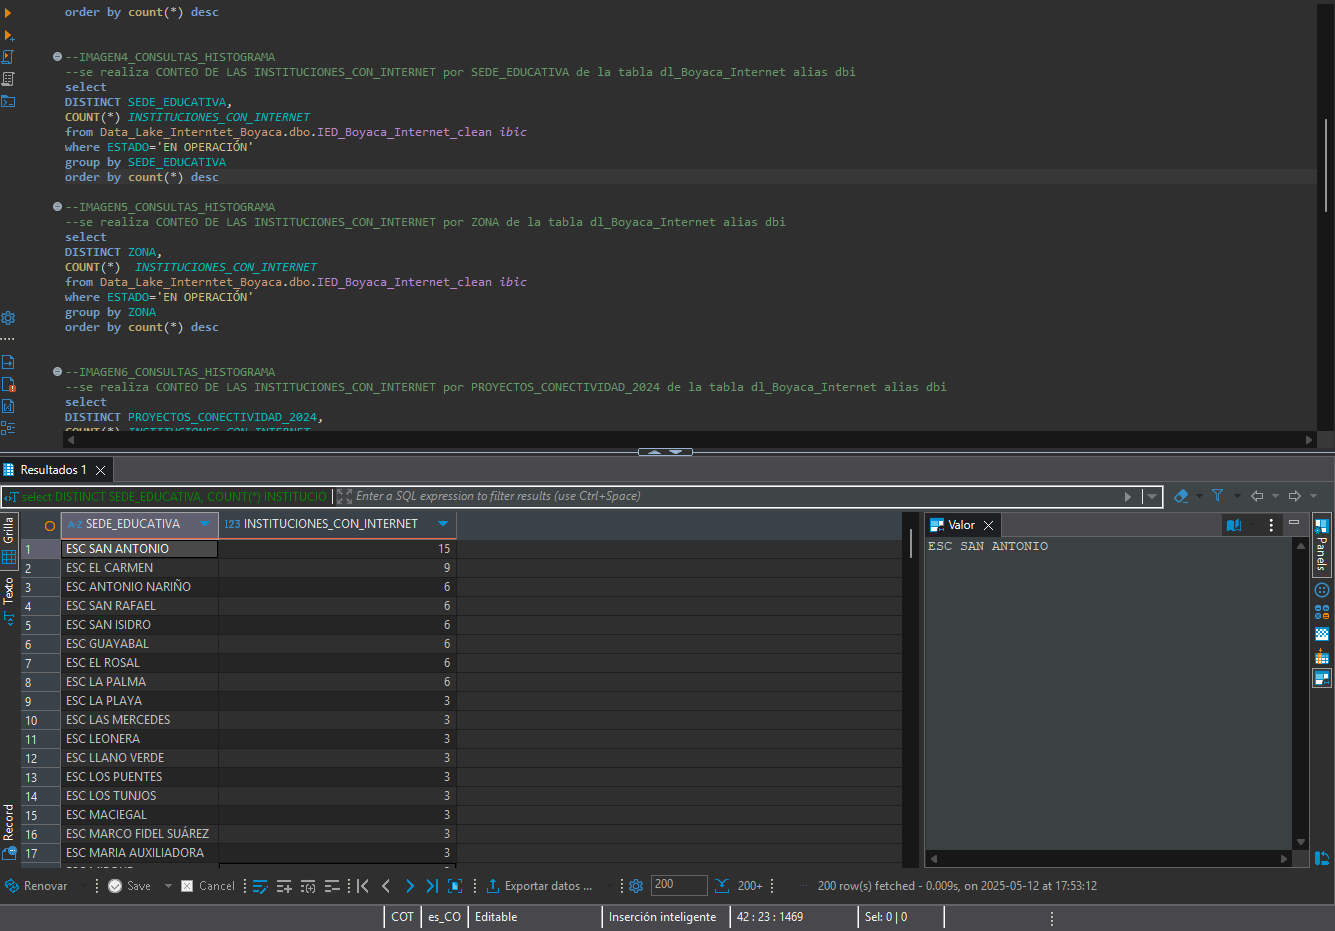 order by count(*) desc
--IMAGEN4_CONSULTAS_HISTOGRAMA
--se realiza CONTEO DE LAS INSTITUCIONES_CON_INTERNET por SEDE_EDUCATIVA de la tabla dl_Boyaca_Internet alias dbi
select
DISTINCT SEDE_EDUCATIVA,
COUNT(*) INSTITUCIONES_CON_INTERNET
from Data_Lake_Interntet_Boyaca.dbo.IED_Boyaca_Internet_clean ibic
where ESTADO='EN OPERACIÓN'
group by SEDE_EDUCATIVA
order by count(*) desc
--IMAGEN5_CONSULTAS_HISTOGRAMA
--se realiza CONTEO DE LAS INSTITUCIONES_CON_INTERNET por ZONA de la tabla dl_Boyaca_Internet alias dbi
select
DISTINCT ZONA,
COUNT(*)  INSTITUCIONES_CON_INTERNET
from Data_Lake_Interntet_Boyaca.dbo.IED_Boyaca_Internet_clean ibic
where ESTADO='EN OPERACIÓN'
group by ZONA
order by count(*) desc
--IMAGEN6_CONSULTAS_HISTOGRAMA
--se realiza CONTEO DE LAS INSTITUCIONES_CON_INTERNET por PROYECTOS_CONECTIVIDAD_2024 de la tabla dl_Boyaca_Internet alias dbi
select
DISTINCT PROYECTOS_CONECTIVIDAD_2024,
COUNT(*) INSTITUCIONES_CON_INTERNET
Resultados 1
select DISTINCT SEDE_EDUCATIVA, COUNT(*) INSTITUCIO
Enter a SQL expression to filter results (use Ctrl+Space)
Grilla
Texto
Record
A-Z SEDE_EDUCATIVA 123 INSTITUCIONES_CON_INTERNET
1 ESC SAN ANTONIO 15
2 ESC EL CARMEN 9
3 ESC ANTONIO NARIÑO 6
4 ESC SAN RAFAEL 6
5 ESC SAN ISIDRO 6
6 ESC GUAYABAL 6
7 ESC EL ROSAL 6
8 ESC LA PALMA 6
9 ESC LA PLAYA 3
10 ESC LAS MERCEDES 3
11 ESC LEONERA 3
12 ESC LLANO VERDE 3
13 ESC LOS PUENTES 3
14 ESC LOS TUNJOS 3
15 ESC MACIEGAL 3
16 ESC MARCO FIDEL SUÁREZ 3
17 ESC MARIA AUXILIADORA 3
Valor
ESC SAN ANTONIO
Panels
Renovar Save Cancel Exportar datos ... 200 200+ 200 row(s) fetched - 0.009s, on 2025-05-12 at 17:53:12
COT es_CO Editable Inserción inteligente 42 : 23 : 1469 Sel: 0 | 0